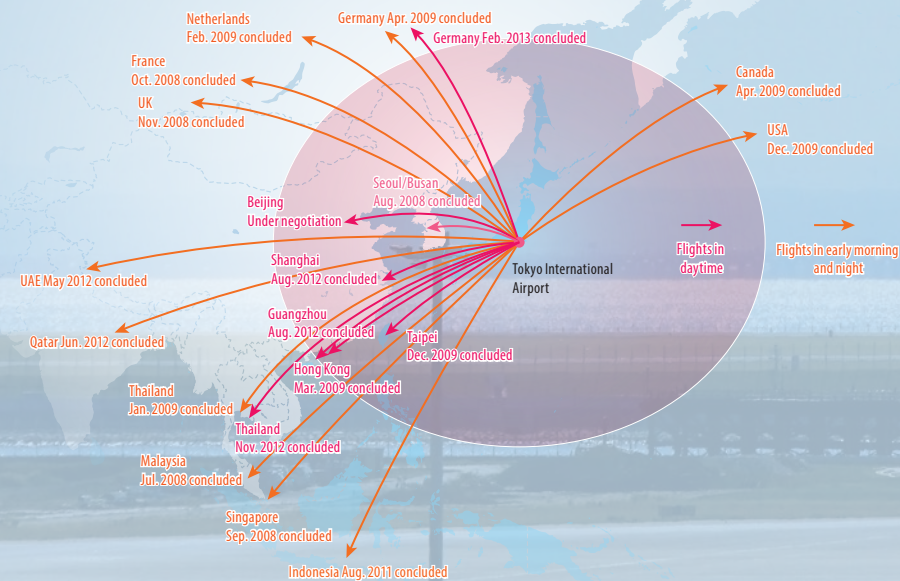 Netherlands
Feb. 2009 concluded
Germany Apr. 2009 concluded
Germany Feb. 2013 concluded
France
Oct. 2008 concluded
UK
Nov. 2008 concluded
Canada
Apr. 2009 concluded
USA
Dec. 2009 concluded
Seoul/Busan
Aug. 2008 concluded
Beijing
Under negotiation
Shanghai
Aug. 2012 concluded
UAE May 2012 concluded
Tokyo International
Airport
Flights in
daytime
Flights in early morning
and night
Guangzhou
Aug. 2012 concluded
Qatar Jun. 2012 concluded
Taipei
Dec. 2009 concluded
Hong Kong
Mar. 2009 concluded
Thailand
Jan. 2009 concluded
Thailand
Nov. 2012 concluded
Malaysia
Jul. 2008 concluded
Singapore
Sep. 2008 concluded
Indonesia Aug. 2011 concluded